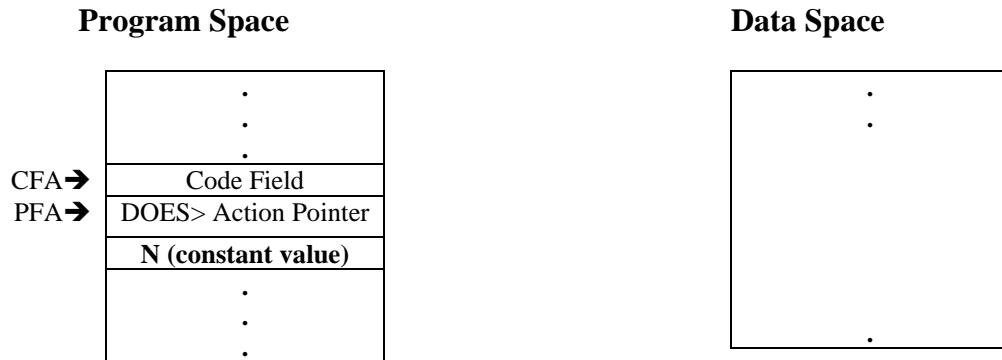 Program Space
Data Space
.
.
.
CFA➔ Code Field
PFA➔ DOES> Action Pointer
N (constant value)
.
.
.
.
.
.